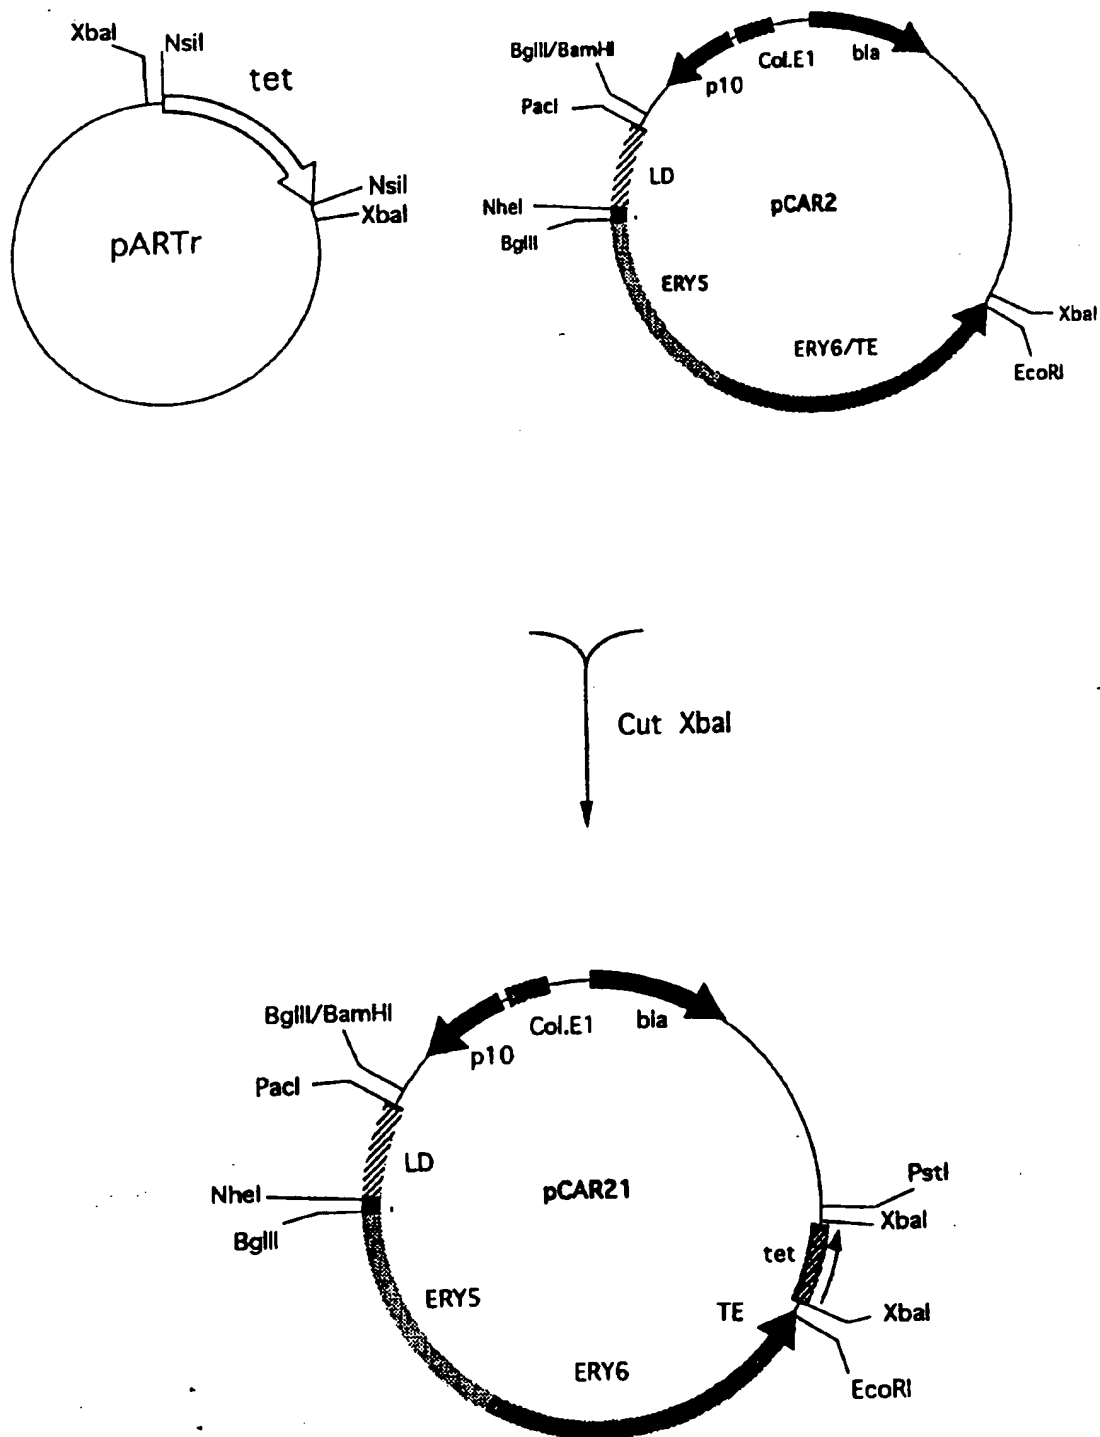 XbaI
NsiI
tet
NsiI
XbaI
pARTr
BglII/BamHI
Col.E1
bla
p10
PacI
LD
NheI
BglII
pCAR2
ERY5
ERY6/TE
XbaI
EcoRI
Cut XbaI
BglII/BamHI
Col.E1
bla
p10
PacI
LD
NheI
BglII
pCAR21
PstI
XbaI
tet
ERY5
TE
XbaI
ERY6
EcoRI